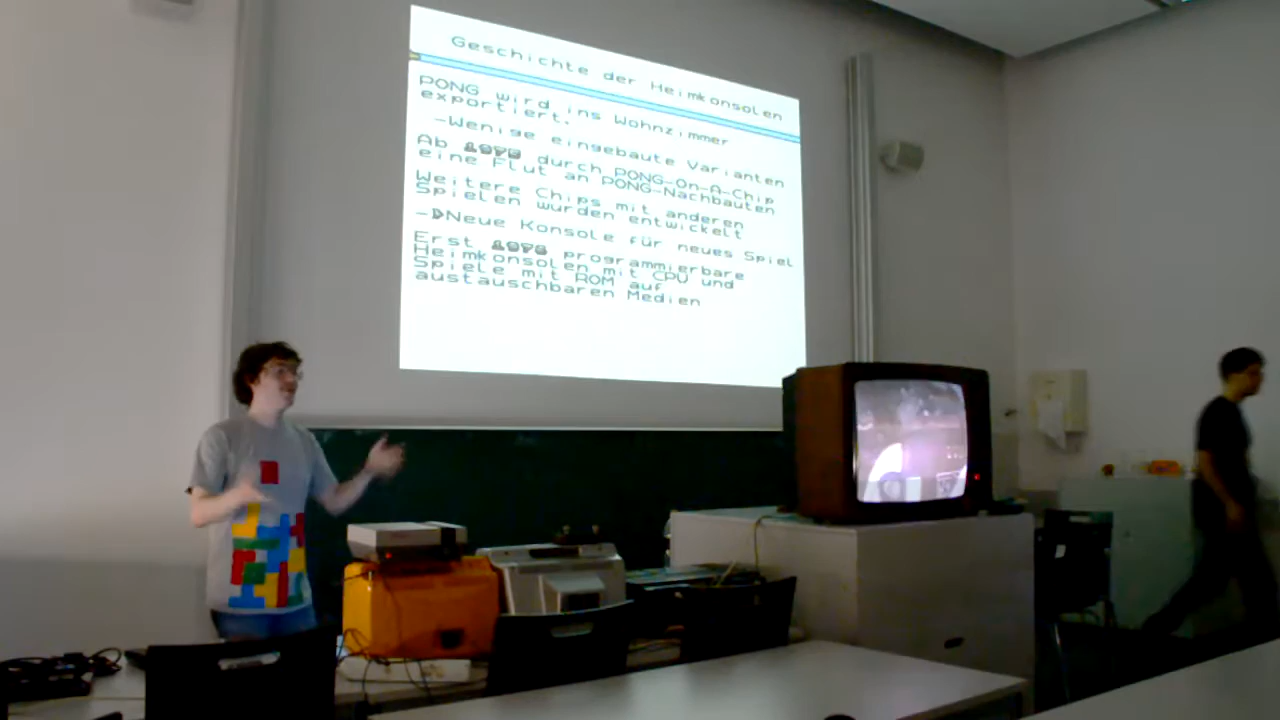 Geschichte der Heimkonsolen
PONG wird ins Wohnzimmer
exportiert.
-Wenige eingebaute Varianten
Ab 1976 durch PONG-On-A-Chip
eine Flut an PONG-Nachbauten
Weitere Chips mit anderen
Spielen wurden entwickelt
-►Neue Konsole für neues Spiel
Erst 1976 programmierbare
Heimkonsolen mit CPU und
Spiele mit ROM auf
austauschbaren Medien